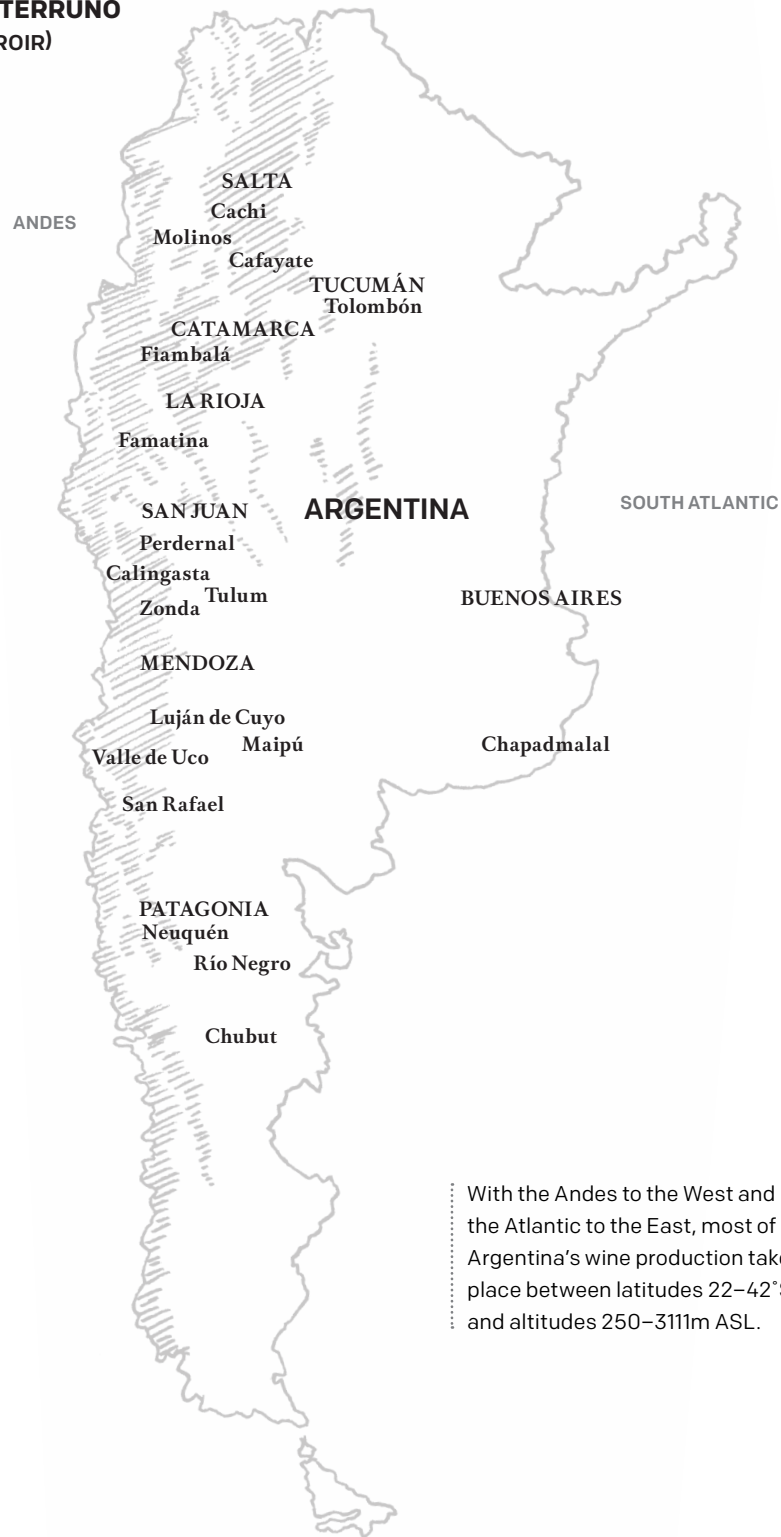 TERRUÑO
ROIR)
SALTA
Cachi
ANDES
Molinos
Cafayate
TUCUMÁN
Tolombón
CATAMARCA
Fiambalá
LA RIOJA
Famatina
SAN JUAN
ARGENTINA
SOUTH ATLANTIC
Perdernal
Calingasta
Tulum
Zonda
BUENOS AIRES
MENDOZA
Luján de Cuyo
Maipú
Chapadmalal
Valle de Uco
San Rafael
PATAGONIA
Neuquén
Río Negro
Chubut
With the Andes to the West and
the Atlantic to the East, most of
Argentina’s wine production take
place between latitudes 22–42°S
and altitudes 250–3111m ASL.